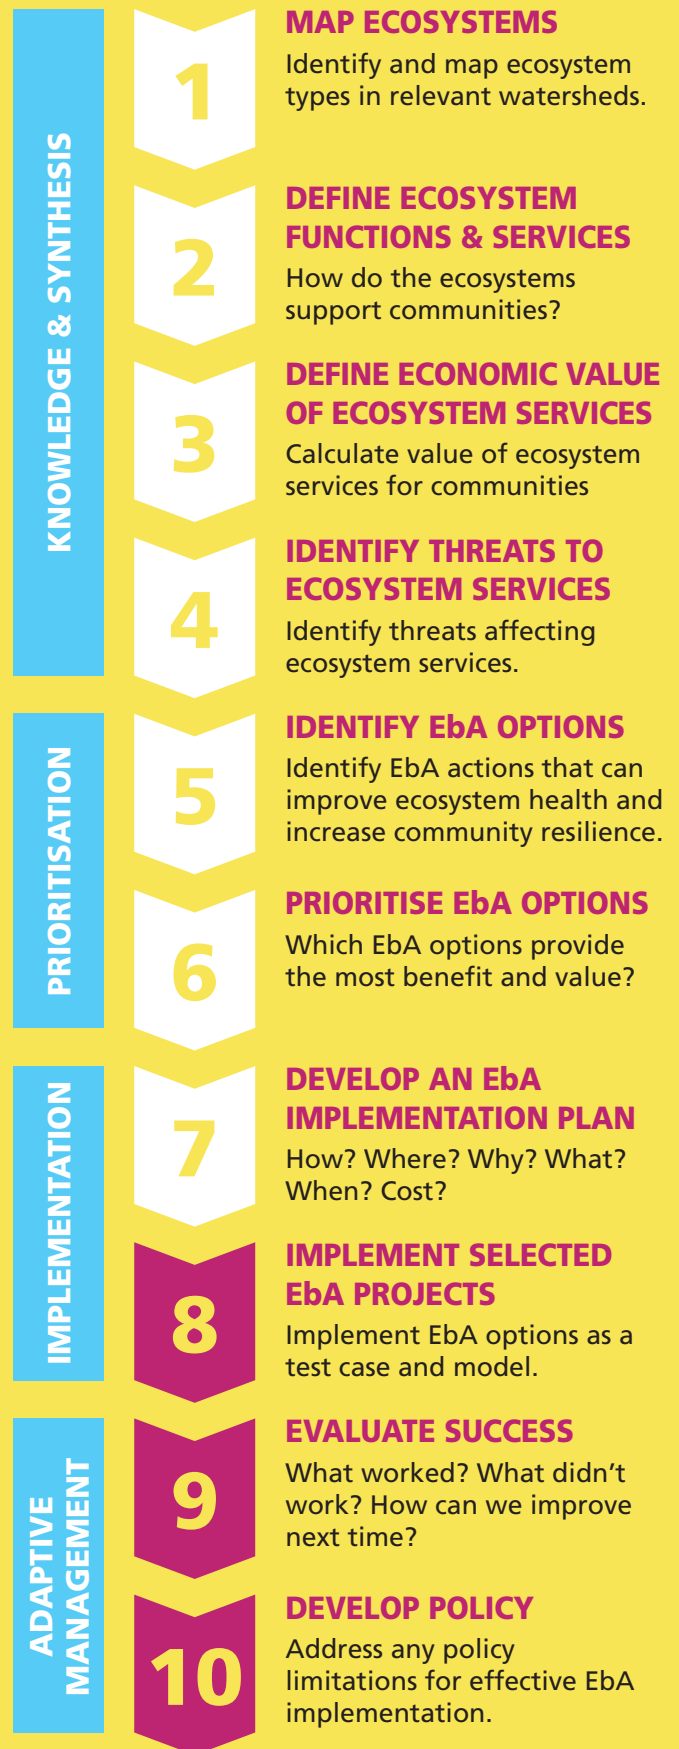 KNOWLEDGE & SYNTHESIS
1
MAP ECOSYSTEMS
Identify and map ecosystem
types in relevant watersheds.
2
DEFINE ECOSYSTEM
FUNCTIONS & SERVICES
How do the ecosystems
support communities?
3
DEFINE ECONOMIC VALUE
OF ECOSYSTEM SERVICES
Calculate value of ecosystem
services for communities
4
IDENTIFY THREATS TO
ECOSYSTEM SERVICES
Identify threats affecting
ecosystem services.
PRIORITISATION
5
IDENTIFY EbA OPTIONS
Identify EbA actions that can
improve ecosystem health and
increase community resilience.
6
PRIORITISE EbA OPTIONS
Which EbA options provide
the most benefit and value?
IMPLEMENTATION
7
DEVELOP AN EbA
IMPLEMENTATION PLAN
How? Where? Why? What?
When? Cost?
8
IMPLEMENT SELECTED
EbA PROJECTS
Implement EbA options as a
test case and model.
ADAPTIVE
MANAGEMENT
9
EVALUATE SUCCESS
What worked? What didn’t
work? How can we improve
next time?
10
DEVELOP POLICY
Address any policy
limitations for effective EbA
implementation.